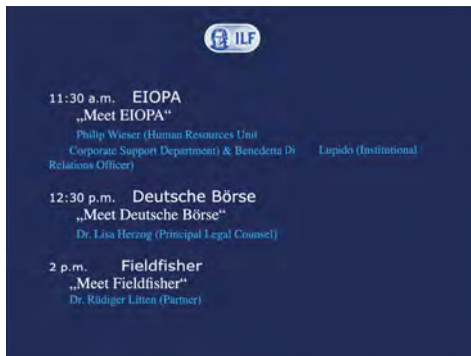 ILF
11:30 a.m. EIOPA
„Meet EIOPA“
Philip Wieser (Human Resources Unit
Corporate Support Department) & Benedetta Di Lupido (Institutional
Relations Officer)
12:30 p.m. Deutsche Börse
„Meet Deutsche Börse“
Dr. Lisa Herzog (Principal Legal Counsel)
2 p.m. Fieldfisher
„Meet Fieldfisher“
Dr. Rüdiger Litten (Partner)